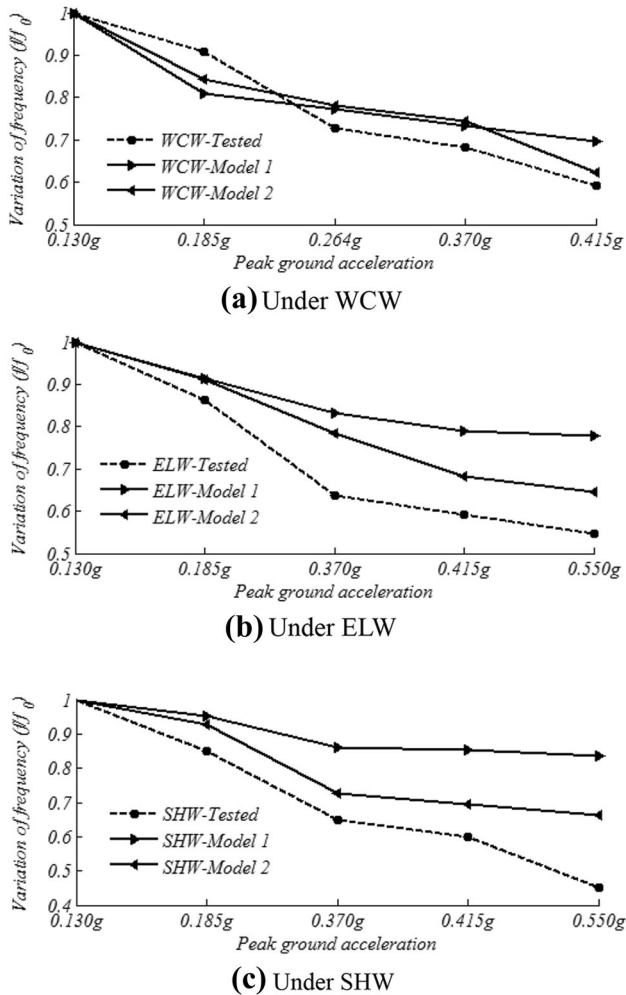 Variation of frequency (f/f0)
1
0.9
0.8
0.7
0.6
0.5
WCW-Tested
WCW-Model 1
WCW-Model 2
0.130g 0.185g 0.264g 0.370g 0.415g
Peak ground acceleration
(a) Under WCW
Variation of frequency (f/f0)
1
0.9
0.8
0.7
0.6
0.5
ELW-Tested
ELW-Model 1
ELW-Model 2
0.130g 0.185g 0.370g 0.415g 0.550g
Peak ground acceleration
(b) Under ELW
Variation of frequency (f/f0)
1
0.9
0.8
0.7
0.6
0.5
0.4
SHW-Tested
SHW-Model 1
SHW-Model 2
0.130g 0.185g 0.370g 0.415g 0.550g
Peak ground acceleration
(c) Under SHW